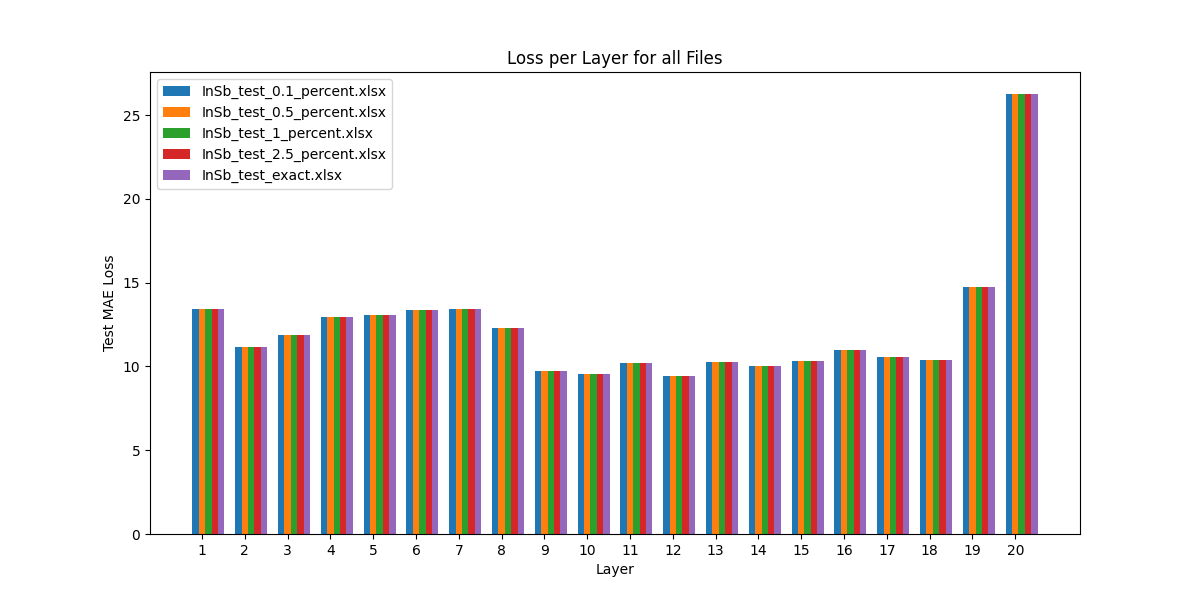 Loss per Layer for all Files
InSb_test_0.1_percent.xlsx
InSb_test_0.5_percent.xlsx
InSb_test_1_percent.xlsx
InSb_test_2.5_percent.xlsx
InSb_test_exact.xlsx
Test MAE Loss
25
20
15
10
5
0
1 2 3 4 5 6 7 8 9 10 11 12 13 14 15 16 17 18 19 20
Layer